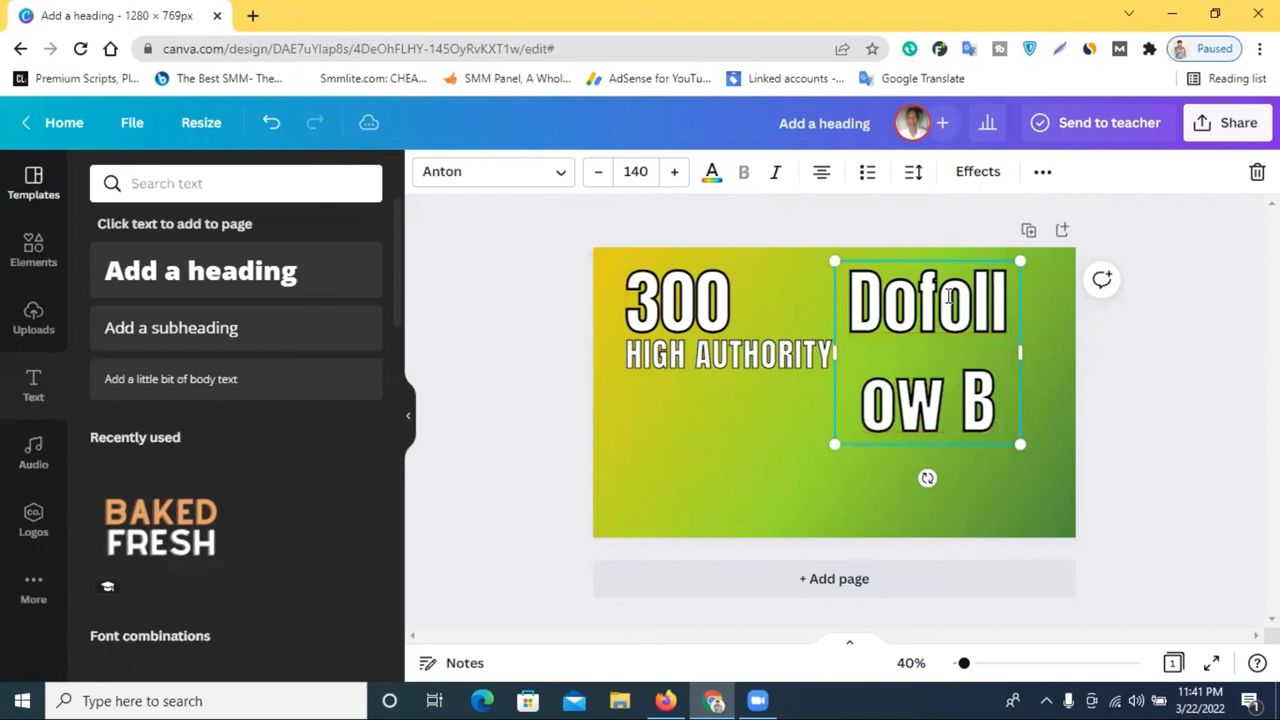 Add a heading - 1280 × 769px
canva.com/design/DAE7uYlap8s/4DeOhFLHY-145OyRvKXT1w/edit#
Paused
Premium Scripts, Pl...
The Best SMM- The...
Smmlite.com: CHEA...
SMM Panel, A Whol...
AdSense for YouTu...
Linked accounts -...
Google Translate
Reading list
Home
File
Resize
Add a heading
Send to teacher
Share
Templates
Elements
Uploads
Text
Audio
Logos
More
Search text
Click text to add to page
Add a heading
Add a subheading
Add a little bit of body text
Recently used
BAKED
FRESH
Font combinations
Anton
140
A
B
I
Effects
300
HIGH AUTHORITY
Dofoll
ow B
+ Add page
Notes
40%
1
Type here to search
11:41 PM
3/22/2022
1